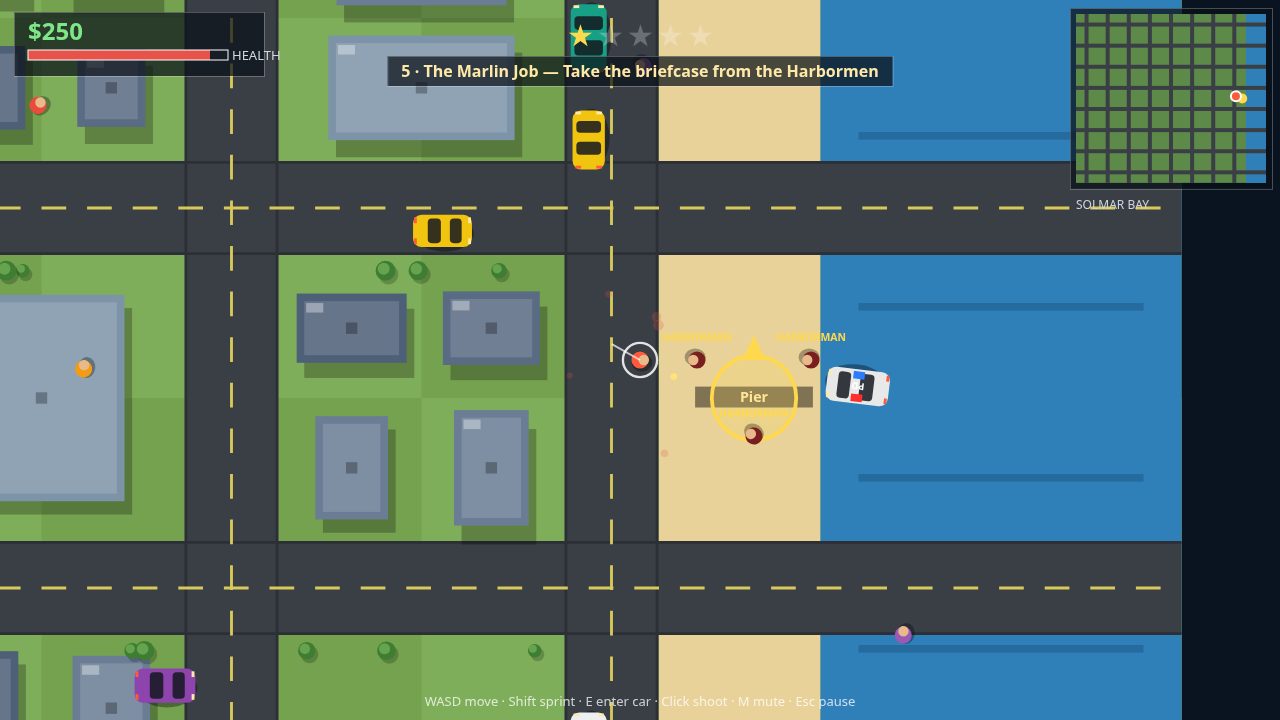 $250
HEALTH
5 · The Marlin Job — Take the briefcase from the Harbormen
SOLMAR BAY
Pier
WASD move · Shift sprint · E enter car · Click shoot · M mute · Esc pause